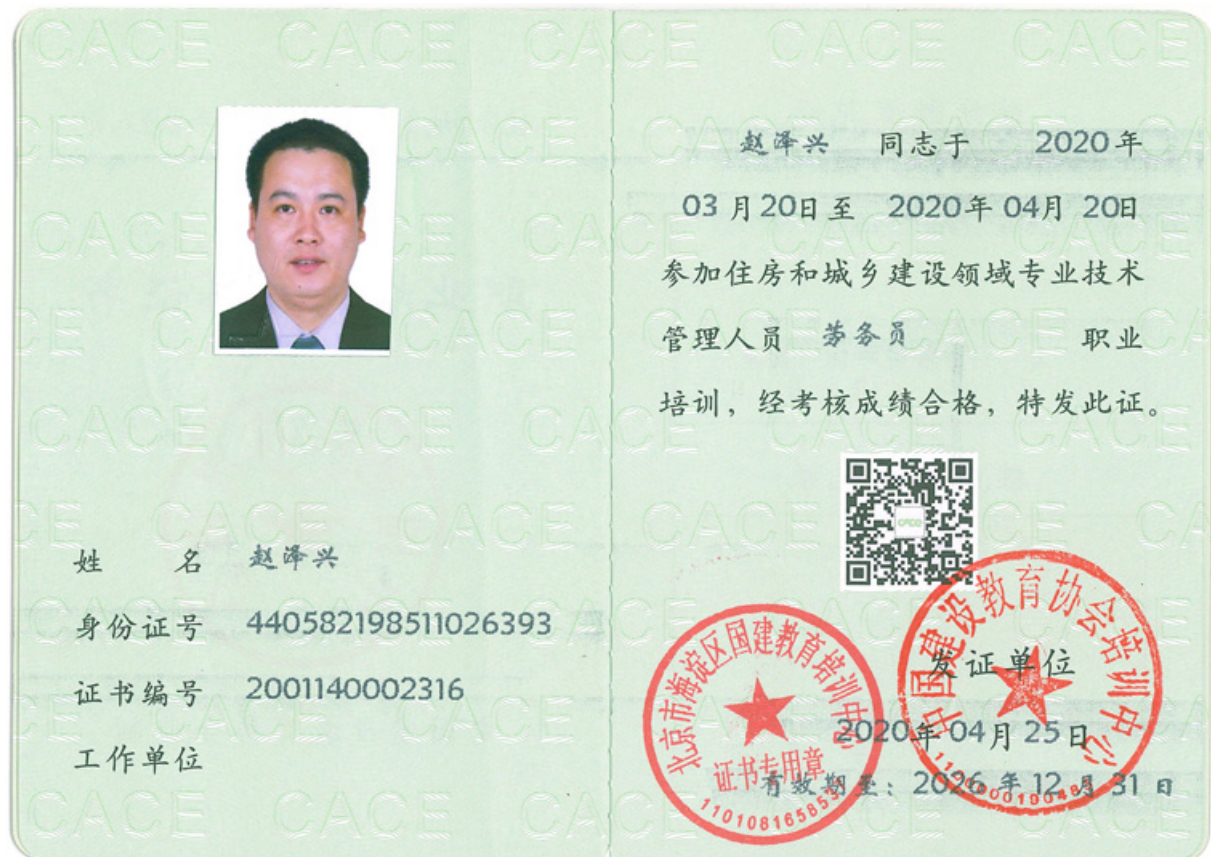 赵泽兴 同志于 2020年
03月20日至 2020年04月20日
参加住房和城乡建设领域专业技术
管理人员 劳务员 职业
培训，经考核成绩合格，特发此证。
姓 名 赵泽兴
身份证号 440582198511026393
证书编号 2001140002316
工作单位
CACE
北京市海淀区国建教育培训中心
证书专用章
中国建设教育协会培训中心
发证单位
2020年04月25日
有效期至：2026年12月31日